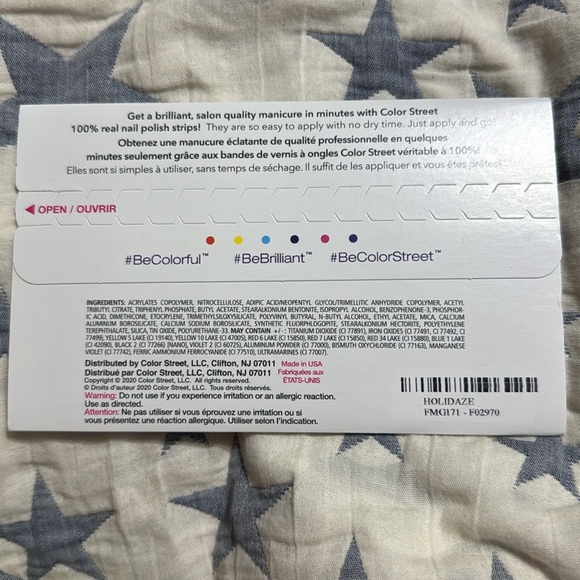 Get a brilliant, salon quality manicure in minutes with Color Street
100% real nail polish strips! They are so easy to apply with no dry time. Just apply and go!
Obtenez une manucure éclatante de qualité professionnelle en quelques
minutes seulement grâce aux bandes de vernis à ongles Color Street véritable à 100%!
Elles sont si simples à utiliser, sans temps de séchage. Il suffit de les appliquer et vous êtes prêtes!
OPEN / OUVRIR
#BeColorful™ #BeBrilliant™ #BeColorStreet™
INGREDIENTS: ACRYLATES COPOLYMER, NITROCELLULOSE, ADIPIC ACID/NEOPENTYL GLYCOL/TRIMELLITIC ANHYDRIDE COPOLYMER, ACETYL
TRIBUTYL CITRATE, TRIPHENYL PHOSPHATE, BUTYL ACETATE, STEARALKONIUM BENTONITE, ISOPROPYL ALCOHOL, BENZOPHENONE-3, PHOSPHOR-
IC ACID, DIMETHICONE, ETOCRYLENE, TRIMETHYLSILOXYSILICATE, POLYVINYL BUTYRAL, N-BUTYL ALCOHOL, ETHYL ACETATE, MICA, CALCIUM
ALUMINUM BOROSILICATE, CALCIUM SODIUM BOROSILICATE, SYNTHETIC FLUORPHLOGOPITE, STEARALKONIUM HECTORITE, POLYETHYLENE
TEREPHTHALATE, SILICA, TIN OXIDE, POLYURETHANE-33. MAY CONTAIN +/- : TITANIUM DIOXIDE (CI 77891), IRON OXIDES (CI 77491, CI 77492, CI
77499), YELLOW 5 LAKE (CI 19140), YELLOW 10 LAKE (CI 47005), RED 6 LAKE (CI 15850), RED 7 LAKE (CI 15850), RED 34 LAKE (CI 15880), BLUE 1 LAKE
(CI 42090), BLACK 2 (CI 77266) [NANO], VIOLET 2 (CI 60725), ALUMINUM POWDER (CI 77000), BISMUTH OXYCHLORIDE (CI 77163), MANGANESE
VIOLET (CI 77742), FERRIC AMMONIUM FERROCYANIDE (CI 77510), ULTRAMARINES (CI 77007).
Distributed by Color Street, LLC, Clifton, NJ 07011 Made in USA
Distribué par Color Street, LLC, Clifton, NJ 07011 Fabriquées aux
Copyright © 2020 Color Street, LLC. All rights reserved. ÉTATS-UNIS
© Droits d'auteur 2020 Color Street, LLC. Tous droits réservés.
Warning: Do not use if you experience irritation or an allergic reaction.
Use as directed.
Attention: Ne pas utiliser si vous éprouvez une irritation ou si
vous présentez une réaction allergique. Utiliser selon l'indication.
HOLIDAZE
FMG171 - F02970